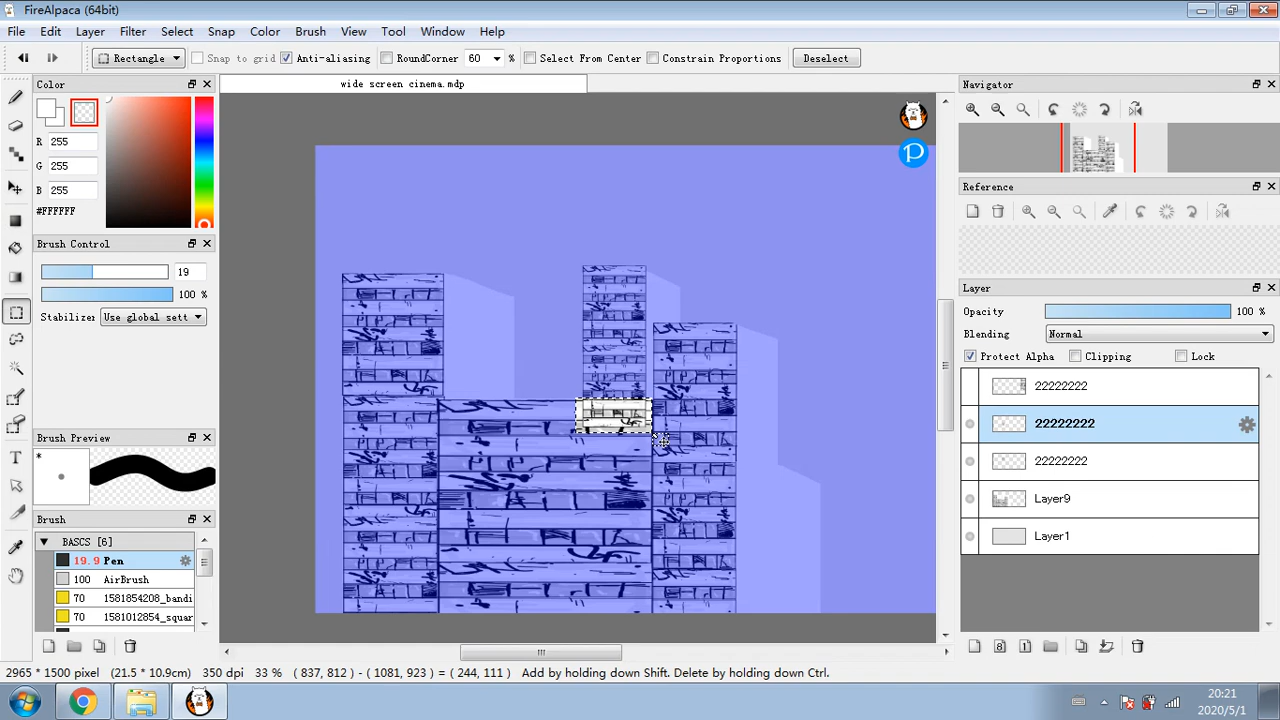 FireAlpaca (64bit)
File Edit Layer Filter Select Snap Color Brush View Tool Window Help
Rectangle Snap to grid Anti-aliasing RoundCorner 60 % Select From Center Constrain Proportions Deselect
Color
R 255
G 255
B 255
#FFFFFF
Brush Control
19
100 %
Stabilizer Use global sett
Brush Preview
*
Brush
BASCS [6]
19.9 Pen
100 AirBrush
70 1581854208_bandi
70 1581012854_squar
wide screen cinema.mdp
P
Navigator
Reference
Layer
Opacity 100 %
Blending Normal
Protect Alpha Clipping Lock
22222222
22222222
22222222
Layer9
Layer1
8 1
T
2965 * 1500 pixel (21.5 * 10.9cm) 350 dpi 33 % ( 837, 812 ) - ( 1081, 923 ) = ( 244, 111 ) Add by holding down Shift. Delete by holding down Ctrl.
20:21
2020/5/1